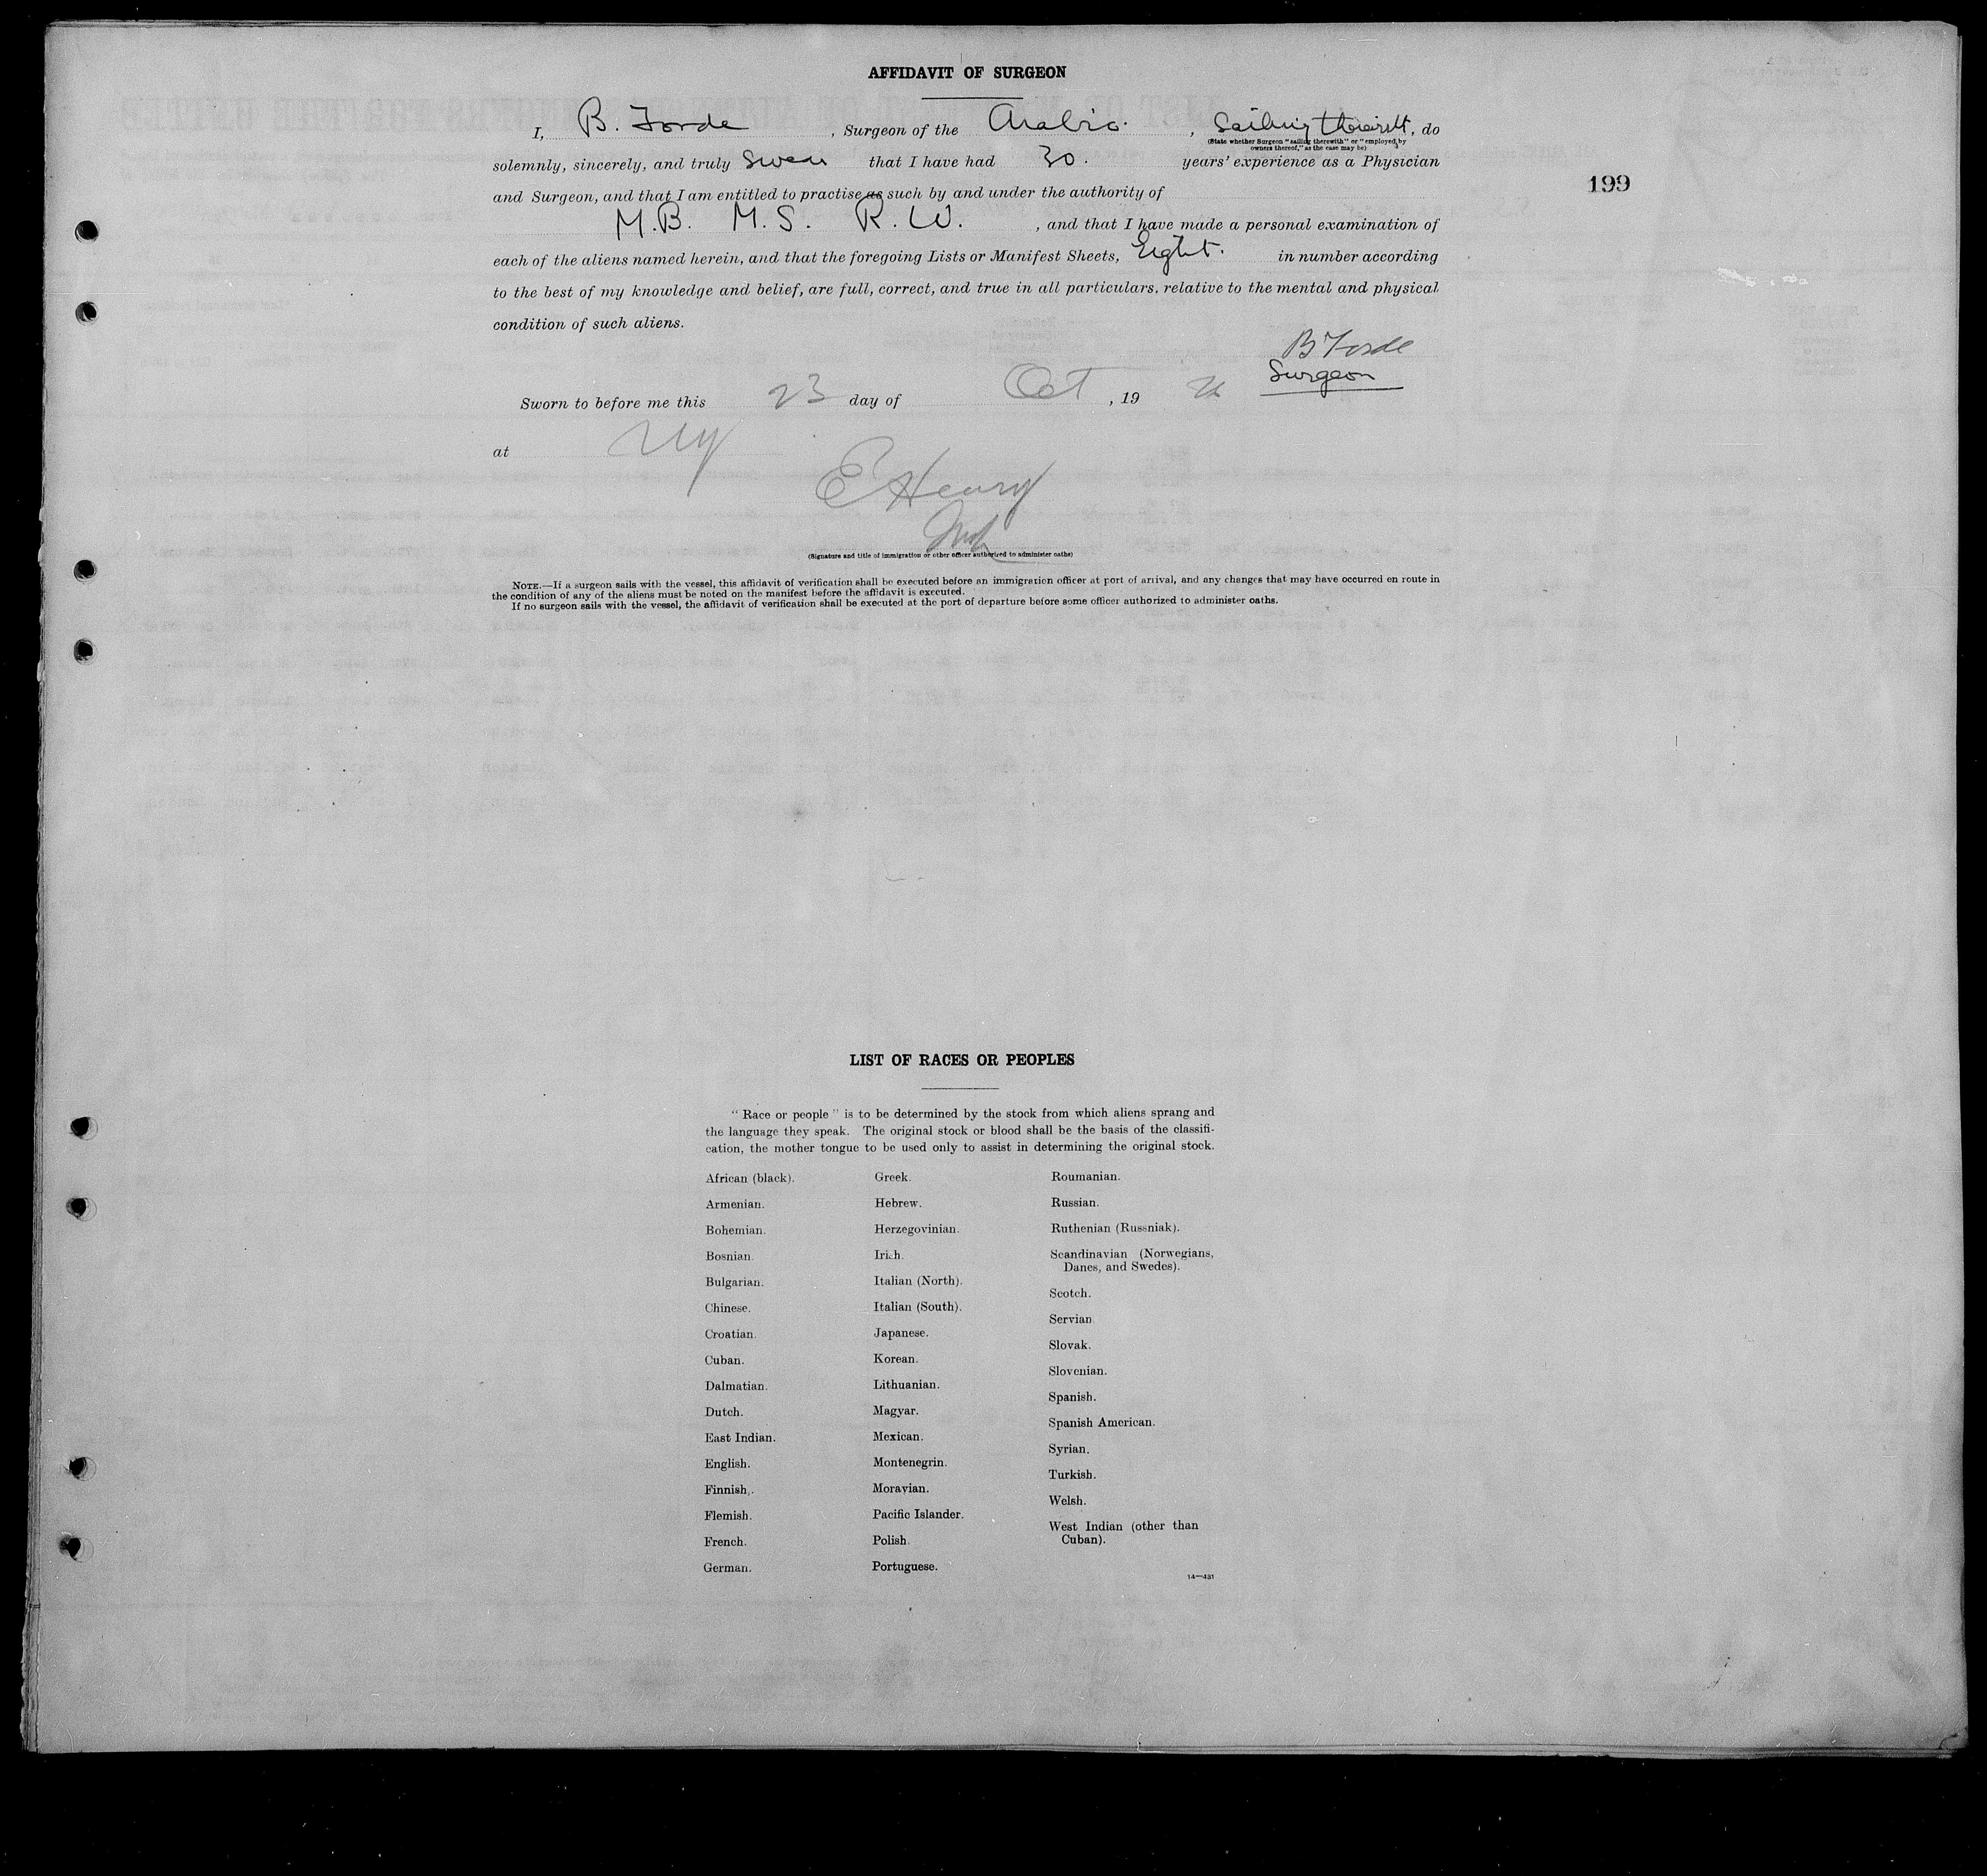 AFFIDAVIT OF SURGEON
I, B. Forde, Surgeon of the Arabic., Sailing therewith, do
(State whether Surgeon "sailing therewith" or "employed by
owners thereof," as the case may be)
solemnly, sincerely, and truly swear that I have had 30. years' experience as a Physician
199
and Surgeon, and that I am entitled to practise as such by and under the authority of
M.B. M.S. R.U., and that I have made a personal examination of
each of the aliens named herein, and that the foregoing Lists or Manifest Sheets, Eight. in number according
to the best of my knowledge and belief, are full, correct, and true in all particulars, relative to the mental and physical
condition of such aliens.
B Forde
Surgeon
Sworn to before me this 23 day of Oct, 19
at NY
E Henry
(Signature and title of immigration or other officer authorized to administer oaths)
NOTE.—If a surgeon sails with the vessel, this affidavit of verification shall be executed before an immigration officer at port of arrival, and any changes that may have occurred en route in
the condition of any of the aliens must be noted on the manifest before the affidavit is executed.
If no surgeon sails with the vessel, the affidavit of verification shall be executed at the port of departure before some officer authorized to administer oaths.
LIST OF RACES OR PEOPLES
"Race or people" is to be determined by the stock from which aliens sprang and
the language they speak. The original stock or blood shall be the basis of the classifi-
cation, the mother tongue to be used only to assist in determining the original stock.
African (black).
Armenian.
Bohemian.
Bosnian.
Bulgarian.
Chinese.
Croatian.
Cuban.
Dalmatian.
Dutch.
East Indian.
English.
Finnish.
Flemish.
French.
German.
Greek.
Hebrew.
Herzegovinian.
Irish.
Italian (North).
Italian (South).
Japanese.
Korean.
Lithuanian.
Magyar.
Mexican.
Montenegrin.
Moravian.
Pacific Islander.
Polish.
Portuguese.
Roumanian.
Russian.
Ruthenian (Russniak).
Scandinavian (Norwegians,
Danes, and Swedes).
Scotch.
Servian
Slovak.
Slovenian.
Spanish.
Spanish American.
Syrian.
Turkish.
Welsh.
West Indian (other than
Cuban).
14—431